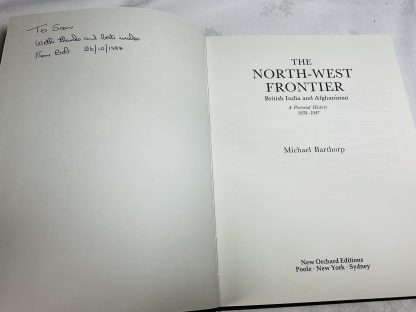 To Sam
With thanks and best wishes
From Bob 26/10/1987
THE
NORTH-WEST
FRONTIER
British India and Afghanistan
A Pictorial History
1839-1947
Michael Barthorp
New Orchard Editions
Poole · New York · Sydney